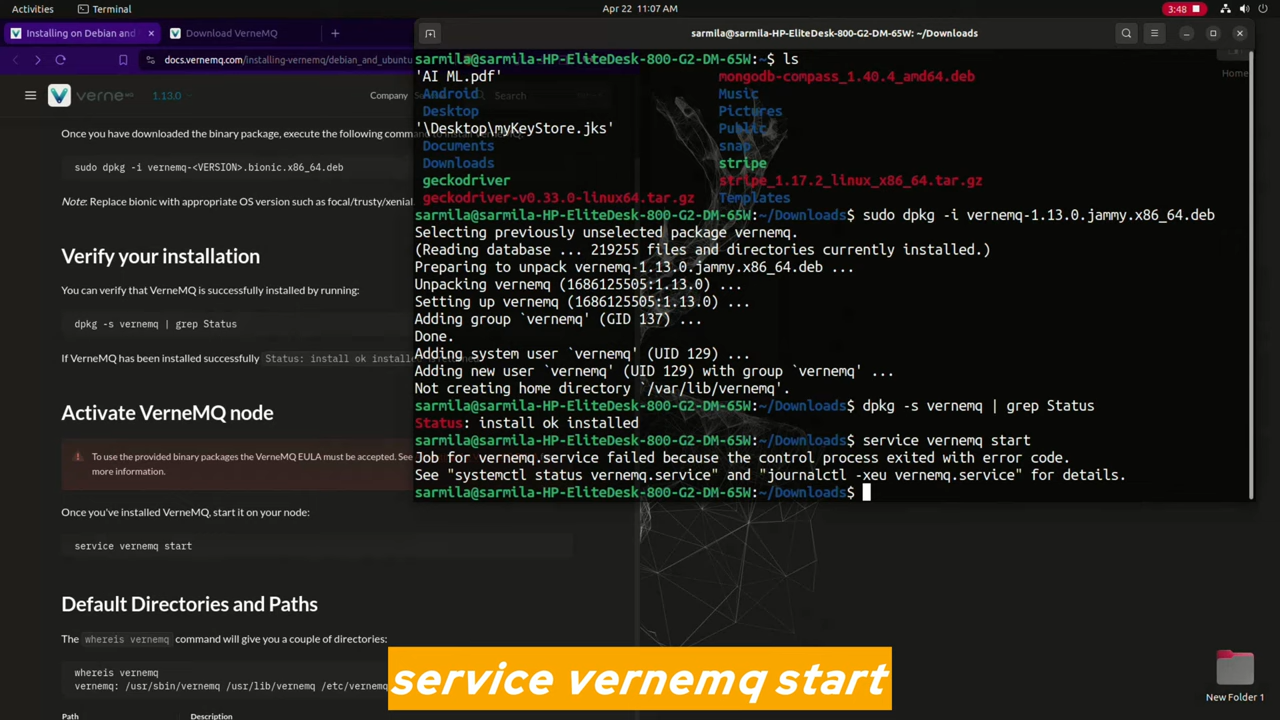 Activities
Terminal
Apr 22 11:07 AM
3:48
Installing on Debian and
Download VerneMQ
docs.vernemq.com/installing-vernemq/debian_and_ubuntu
verne
1.13.0
Company
Search
Once you have downloaded the binary package, execute the following command to install
sudo dpkg -i vernemq-<VERSION>.bionic.x86_64.deb
Note: Replace bionic with appropriate OS version such as focal/trusty/xenial
Verify your installation
You can verify that VerneMQ is successfully installed by running:
dpkg -s vernemq | grep Status
If VerneMQ has been installed successfully Status: install ok installe
Activate VerneMQ node
To use the provided binary packages the VerneMQ EULA must be accepted. See
more information.
Once you've installed VerneMQ, start it on your node:
service vernemq start
Default Directories and Paths
The whereis vernemq command will give you a couple of directories:
whereis vernemq
vernemq: /usr/sbin/vernemq /usr/lib/vernemq /etc/verne
Path Description
sarmila@sarmila-HP-EliteDesk-800-G2-DM-65W: ~/Downloads
sarmila@sarmila-HP-EliteDesk-800-G2-DM-65W:~$ ls
'AI ML.pdf' mongodb-compass_1.40.4_amd64.deb
Android Music
Desktop Pictures
'\Desktop\myKeyStore.jks' Public
Documents snap
Downloads stripe
geckodriver stripe_1.17.2_linux_x86_64.tar.gz
geckodriver-v0.33.0-linux64.tar.gz Templates
sarmila@sarmila-HP-EliteDesk-800-G2-DM-65W:~/Downloads$ sudo dpkg -i vernemq-1.13.0.jammy.x86_64.deb
Selecting previously unselected package vernemq.
(Reading database ... 219255 files and directories currently installed.)
Preparing to unpack vernemq-1.13.0.jammy.x86_64.deb ...
Unpacking vernemq (1686125505:1.13.0) ...
Setting up vernemq (1686125505:1.13.0) ...
Adding group `vernemq' (GID 137) ...
Done.
Adding system user `vernemq' (UID 129) ...
Adding new user `vernemq' (UID 129) with group `vernemq' ...
Not creating home directory `/var/lib/vernemq'.
sarmila@sarmila-HP-EliteDesk-800-G2-DM-65W:~/Downloads$ dpkg -s vernemq | grep Status
Status: install ok installed
sarmila@sarmila-HP-EliteDesk-800-G2-DM-65W:~/Downloads$ service vernemq start
Job for vernemq.service failed because the control process exited with error code.
See "systemctl status vernemq.service" and "journalctl -xeu vernemq.service" for details.
sarmila@sarmila-HP-EliteDesk-800-G2-DM-65W:~/Downloads$
Home
New Folder 1
service vernemq start